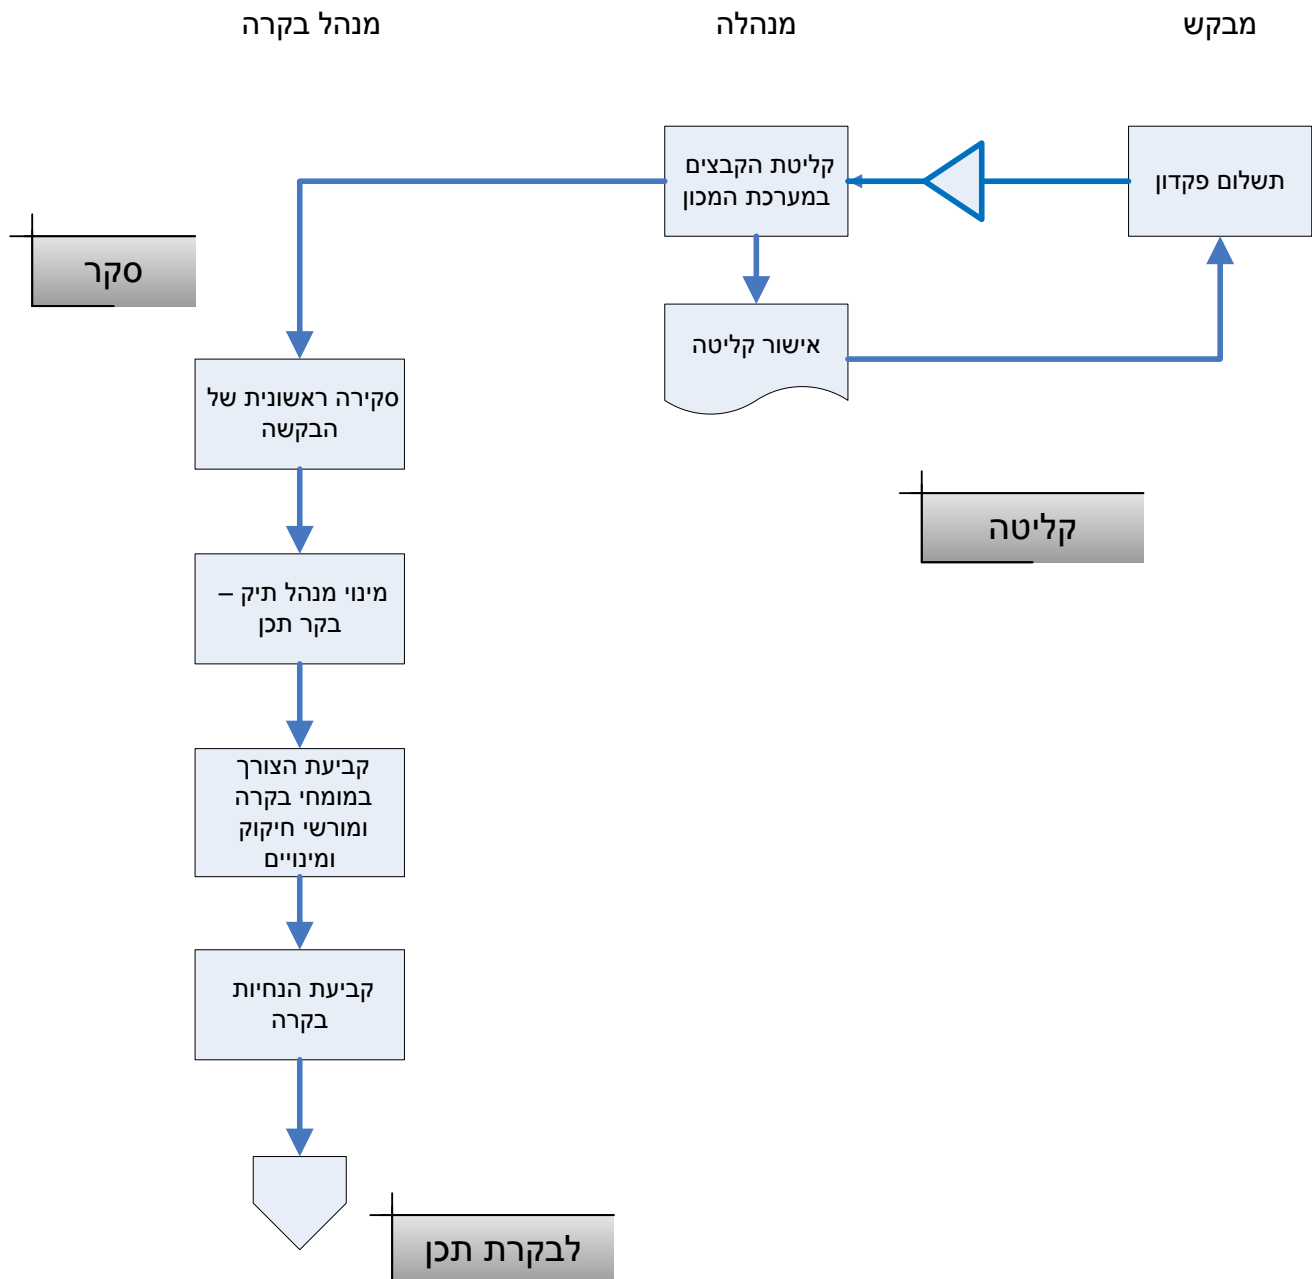 מבקש
מנהלה
מנהל בקרה
תשלום פקדון
קליטת הקבצים
במערכת המכון
סקר
אישור קליטה
סקירה ראשונית של
הבקשה
קליטה
מינוי מנהל תיק –
בקר תכן
קביעת הצורך
במומחי בקרה
ומורשי חיקוק
ומינויים
קביעת הנחיות
בקרה
לבקרת תכן